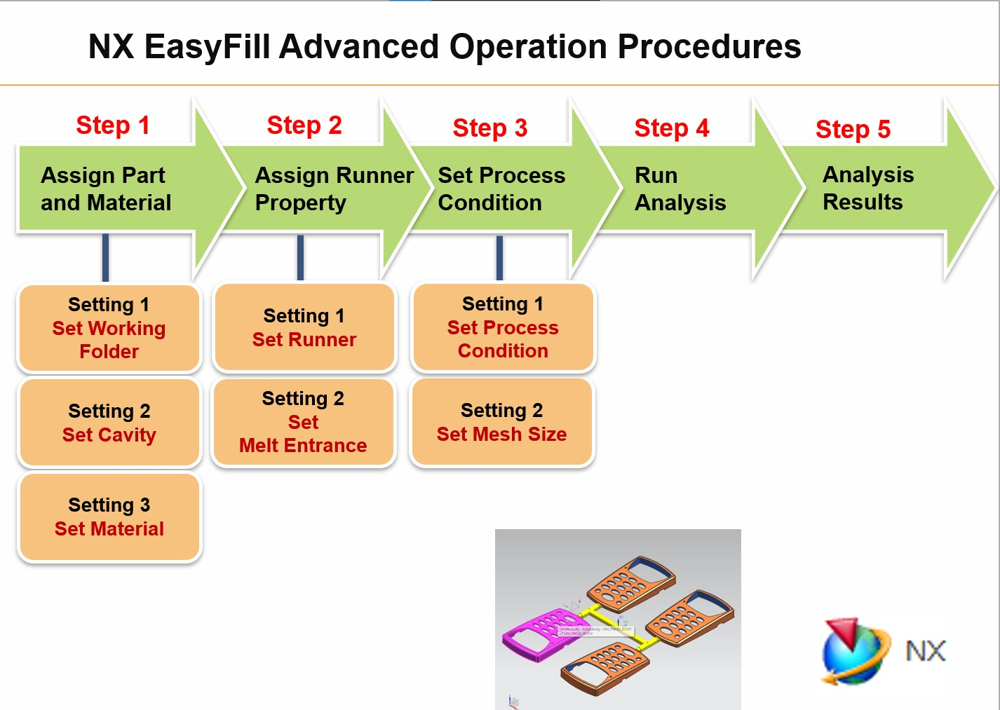 NX EasyFill Advanced Operation Procedures
Step 1
Step 2
Step 3
Step 4
Step 5
Assign Part
and Material
Assign Runner
Property
Set Process
Condition
Run
Analysis
Analysis
Results
Setting 1
Set Working
Folder
Setting 2
Set Cavity
Setting 3
Set Material
Setting 1
Set Runner
Setting 2
Set
Melt Entrance
Setting 1
Set Process
Condition
Setting 2
Set Mesh Size
NX